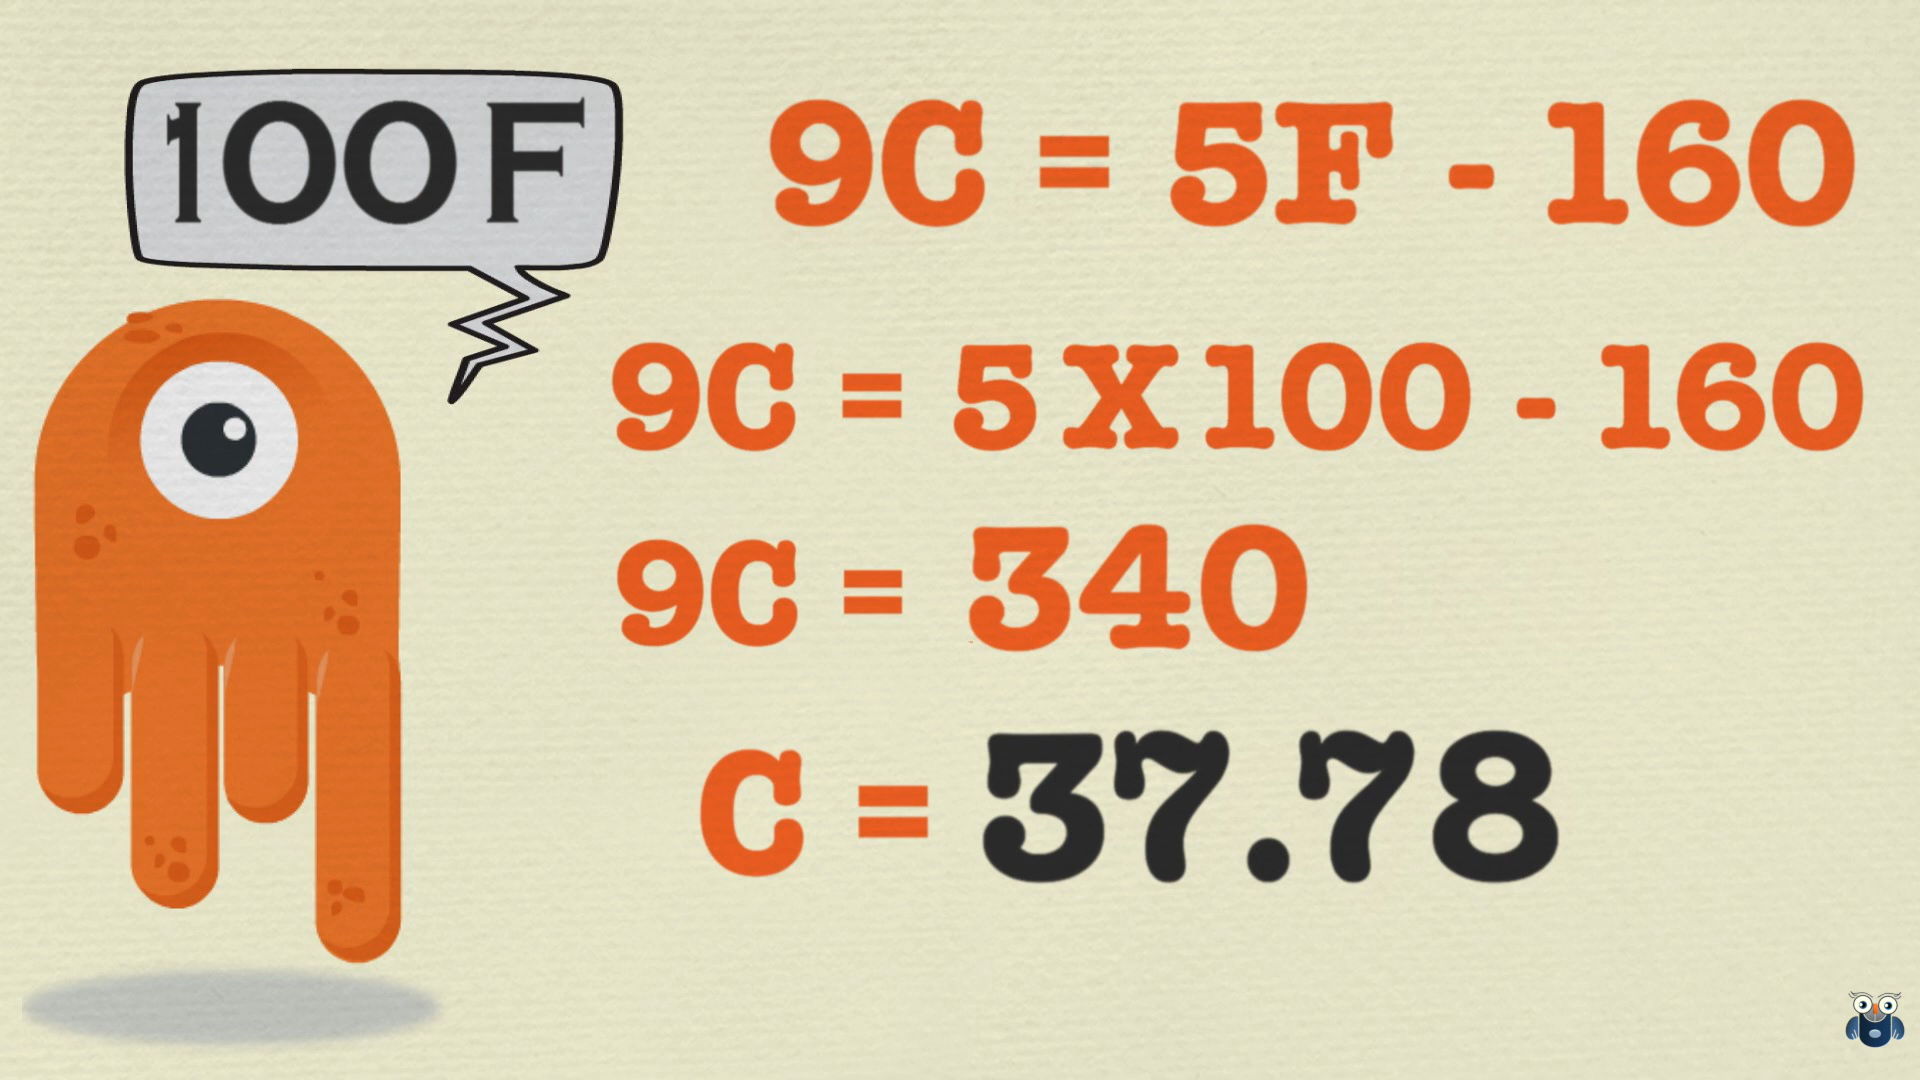 100 F
9C = 5F - 160
9C = 5 X 100 - 160
9C = 340
C = 37.78